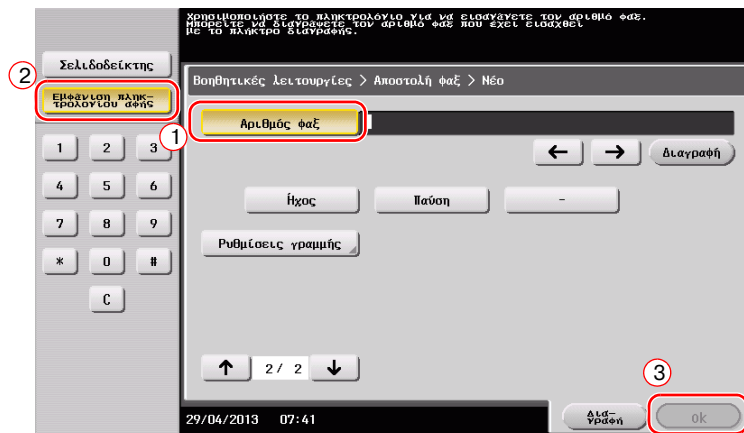 Χρησιμοποιήστε το πληκτρολόγιο για να εισαγάγετε τον αριθμό φαξ.
Μπορείτε να διαγράψετε τον αριθμό φαξ που έχει εισαχθεί
με το πλήκτρο διαγραφής.
Σελιδοδείκτης
2
Βοηθητικές λειτουργίες > Αποστολή φαξ > Νέο
Εμφάνιση πληκ-
τρολογίου αφής
Αριθμός φαξ
1
1 2 3
← → Διαγραφή
4 5 6
Ήχος Παύση -
7 8 9
Ρυθμίσεις γραμμής
* 0 #
C
↑ 2/ 2 ↓
3
29/04/2013 07:41
Δια-
γραφή
ok